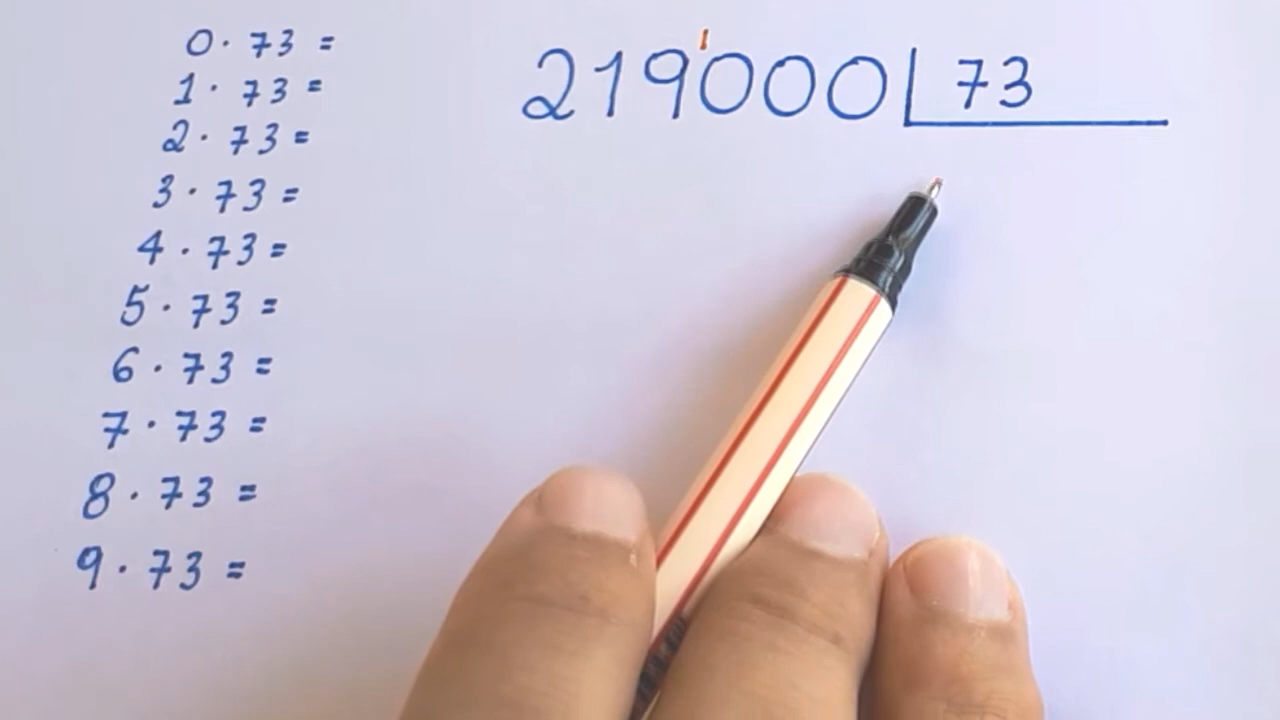 0 · 73 =
219000 73
1 · 73 =
2 · 73 =
3 · 73 =
4 · 73 =
5 · 73 =
6 · 73 =
7 · 73 =
8 · 73 =
9 · 73 =